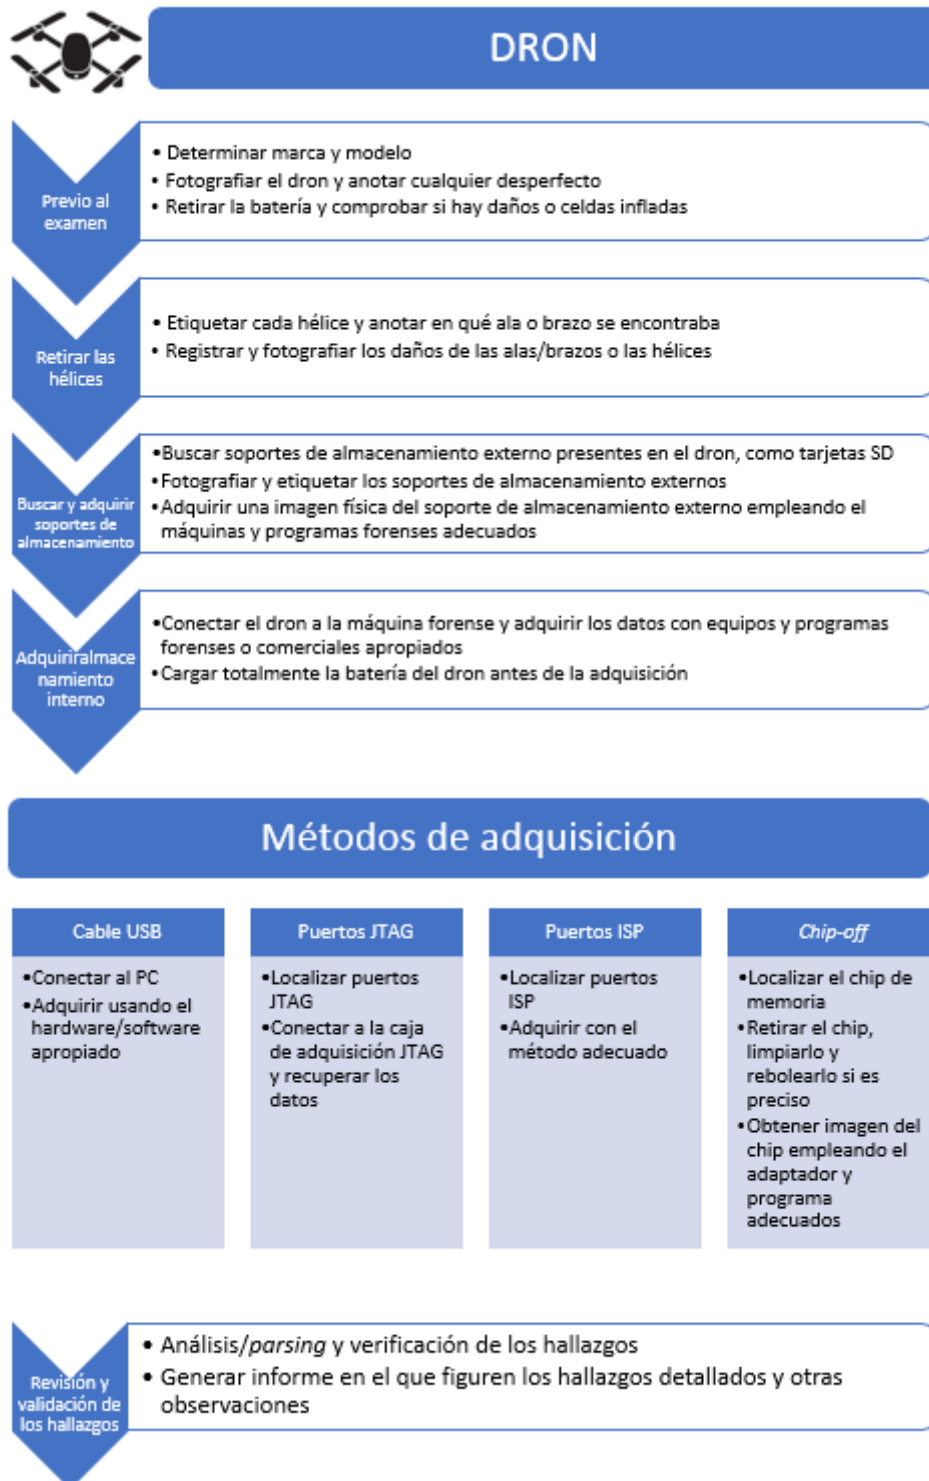 DRON
Previo al
examen
• Determinar marca y modelo
• Fotografiar el dron y anotar cualquier desperfecto
• Retirar la batería y comprobar si hay daños o celdas infladas
Retirar las
hélices
• Etiquetar cada hélice y anotar en qué ala o brazo se encontraba
• Registrar y fotografiar los daños de las alas/brazos o las hélices
Buscar y adquirir
soportes de
almacenamiento
•Buscar soportes de almacenamiento externo presentes en el dron, como tarjetas SD
•Fotografiar y etiquetar los soportes de almacenamiento externos
•Adquirir una imagen física del soporte de almacenamiento externo empleando el
máquinas y programas forenses adecuados
Adquiriralmace
namiento
interno
•Conectar el dron a la máquina forense y adquirir los datos con equipos y programas
forenses o comerciales apropiados
•Cargar totalmente la batería del dron antes de la adquisición
Métodos de adquisición
Cable USB
•Conectar al PC
•Adquirir usando el
hardware/software
apropiado
Puertos JTAG
•Localizar puertos
JTAG
•Conectar a la caja
de adquisición JTAG
y recuperar los
datos
Puertos ISP
•Localizar puertos
ISP
•Adquirir con el
método adecuado
Chip-off
•Localizar el chip de
memoria
•Retirar el chip,
limpiarlo y
rebolearlo si es
preciso
•Obtener imagen del
chip empleando el
adaptador y
programa
adecuados
Revisión y
validación de
los hallazgos
• Análisis/parsing y verificación de los hallazgos
• Generar informe en el que figuren los hallazgos detallados y otras
observaciones